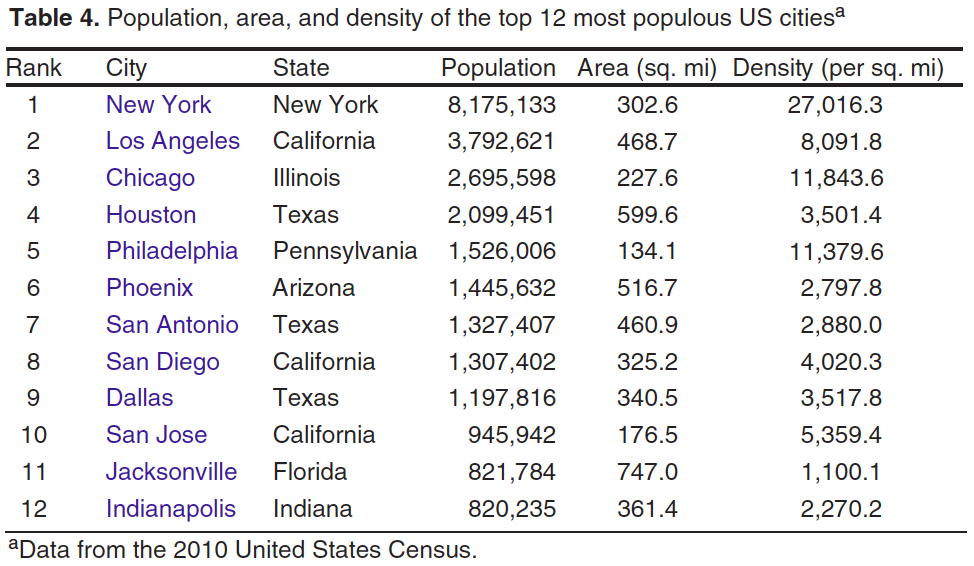 Table 4. Population, area, and density of the top 12 most populous US citiesa
Rank City State Population Area (sq. mi) Density (per sq. mi)
1 New York New York 8,175,133 302.6 27,016.3
2 Los Angeles California 3,792,621 468.7 8,091.8
3 Chicago Illinois 2,695,598 227.6 11,843.6
4 Houston Texas 2,099,451 599.6 3,501.4
5 Philadelphia Pennsylvania 1,526,006 134.1 11,379.6
6 Phoenix Arizona 1,445,632 516.7 2,797.8
7 San Antonio Texas 1,327,407 460.9 2,880.0
8 San Diego California 1,307,402 325.2 4,020.3
9 Dallas Texas 1,197,816 340.5 3,517.8
10 San Jose California 945,942 176.5 5,359.4
11 Jacksonville Florida 821,784 747.0 1,100.1
12 Indianapolis Indiana 820,235 361.4 2,270.2
aData from the 2010 United States Census.